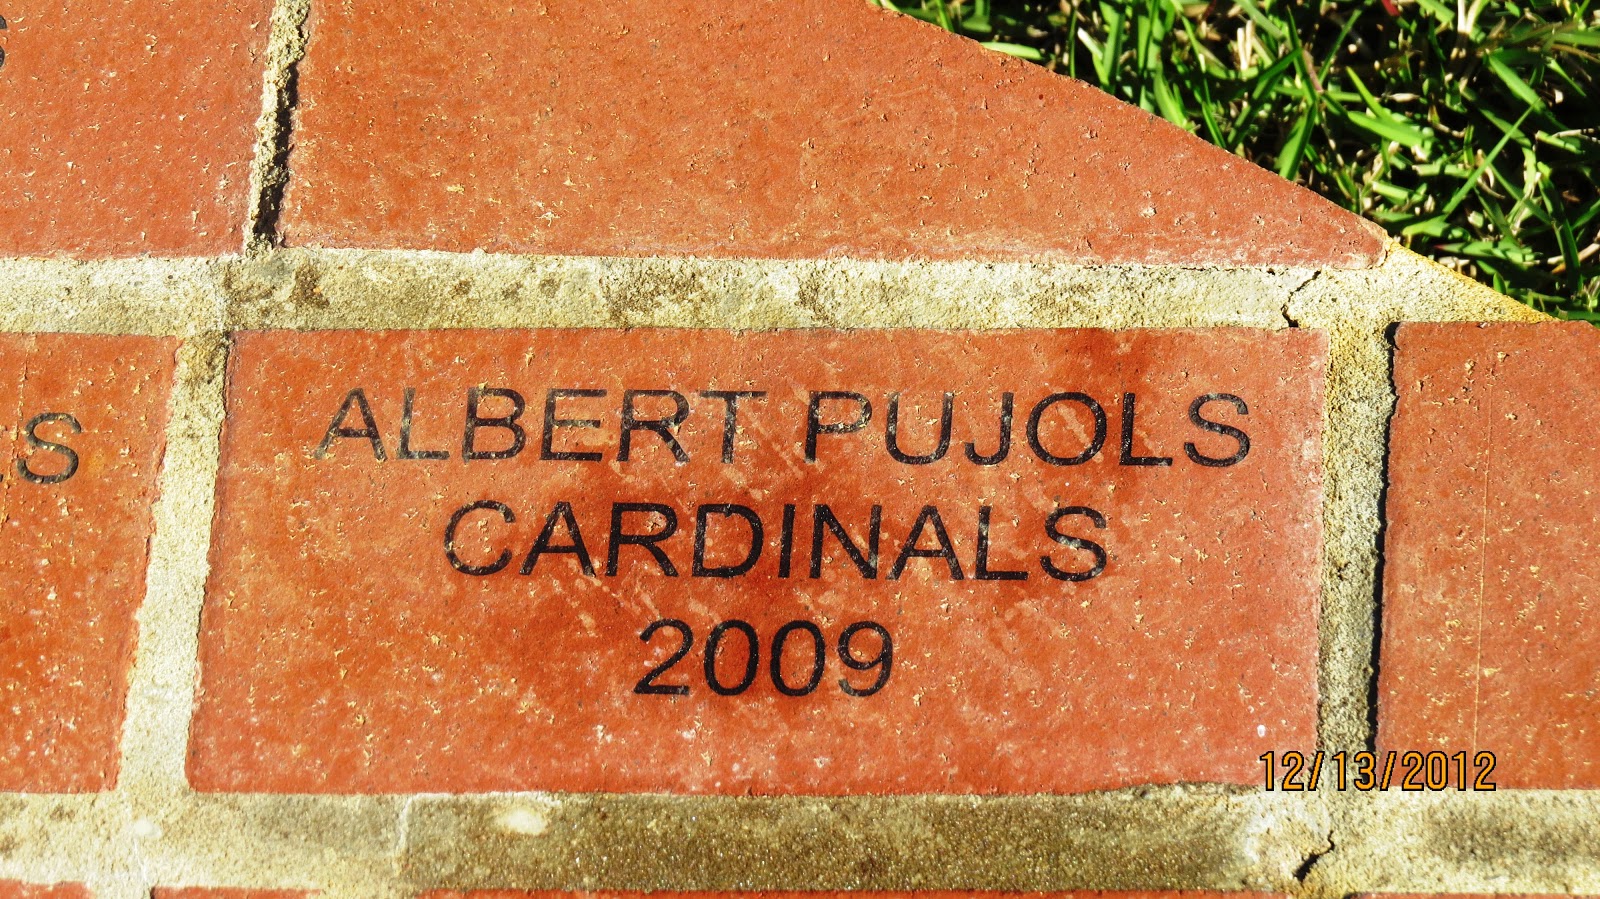 S
ALBERT PUJOLS
CARDINALS
2009
12/13/2012